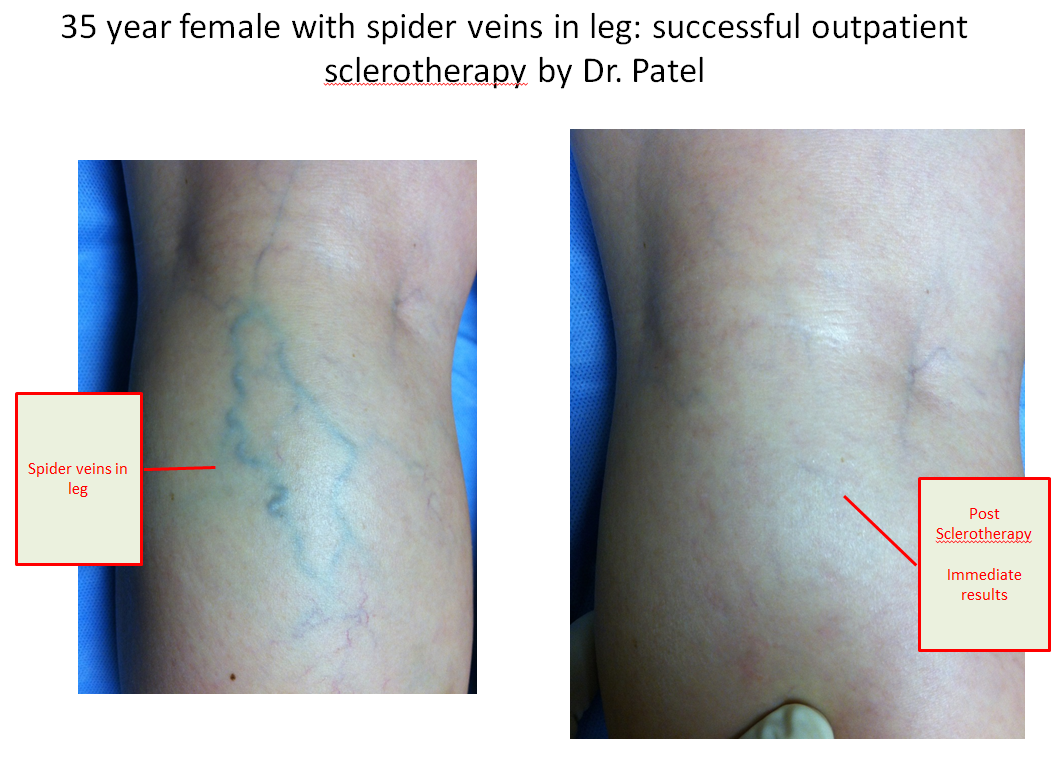 35 year female with spider veins in leg: successful outpatient
sclerotherapy by Dr. Patel
Spider veins in
leg
Post
Sclerotherapy
Immediate
results